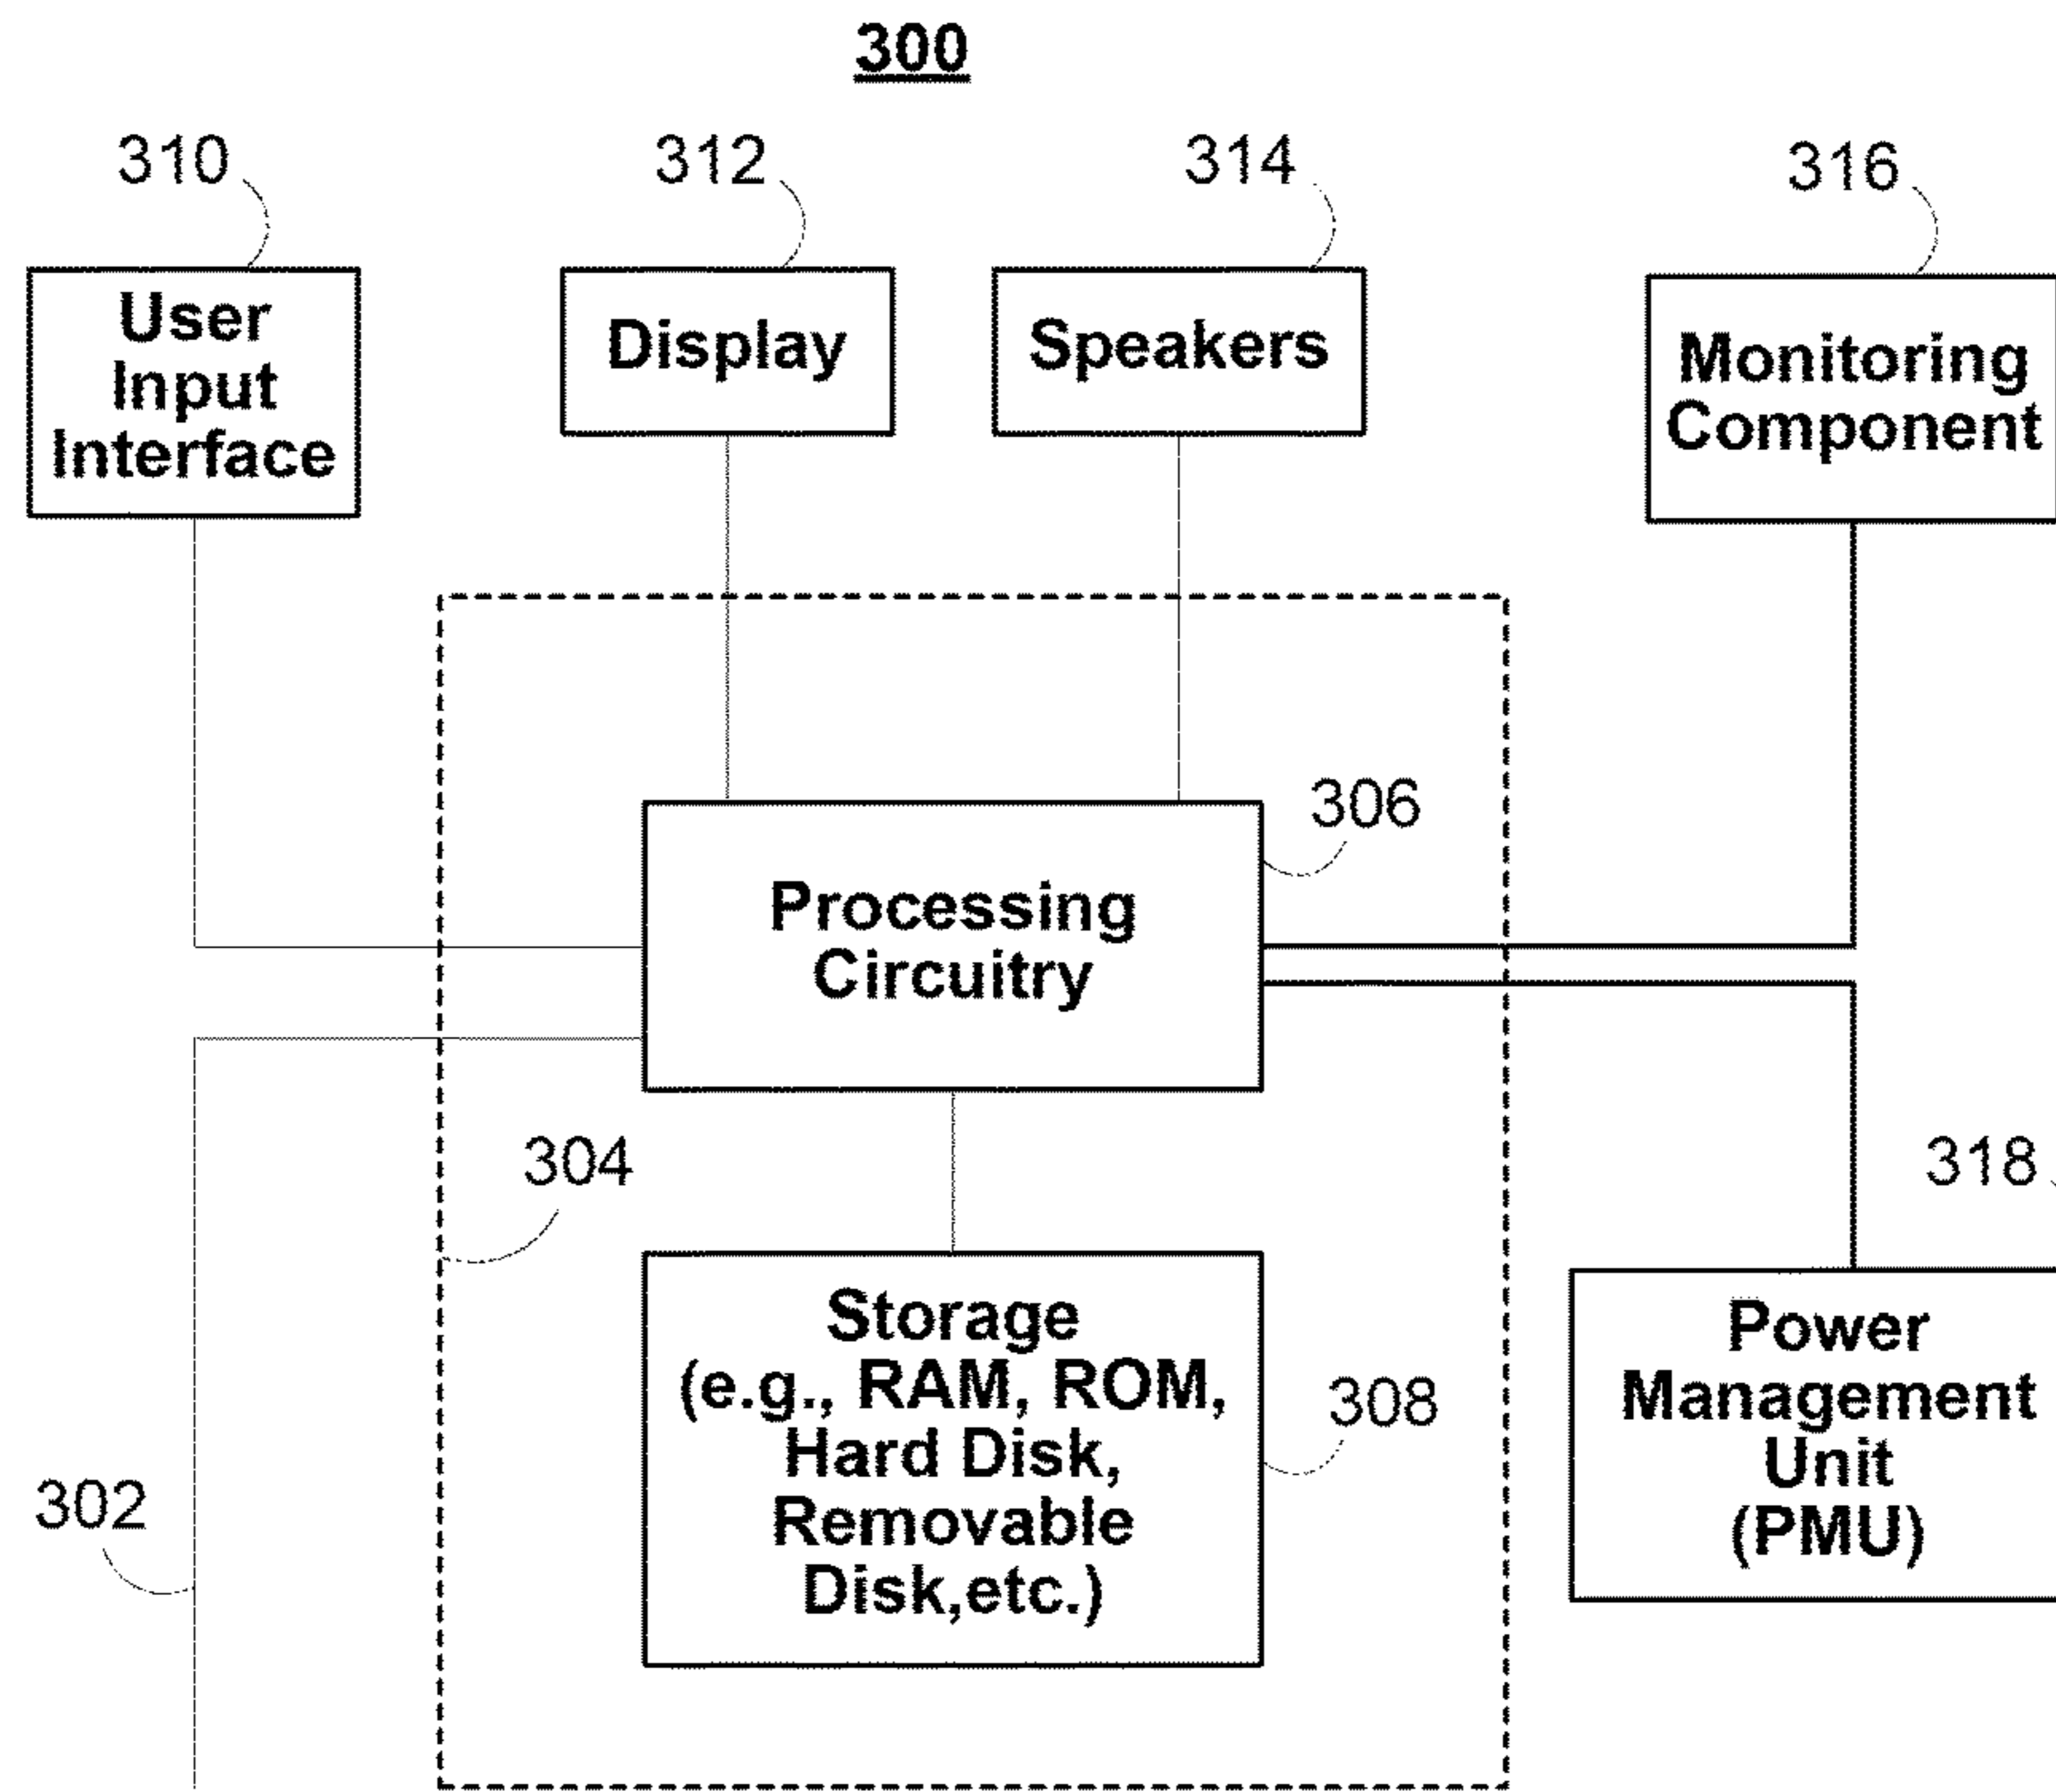 300
310
312
314
316
User
Input
Interface
Display
Speakers
Monitoring
Component
306
Processing
Circuitry
304
318
Storage
(e.g., RAM, ROM,
Hard Disk,
Removable
Disk,etc.)
308
Power
Management
Unit
(PMU)
302